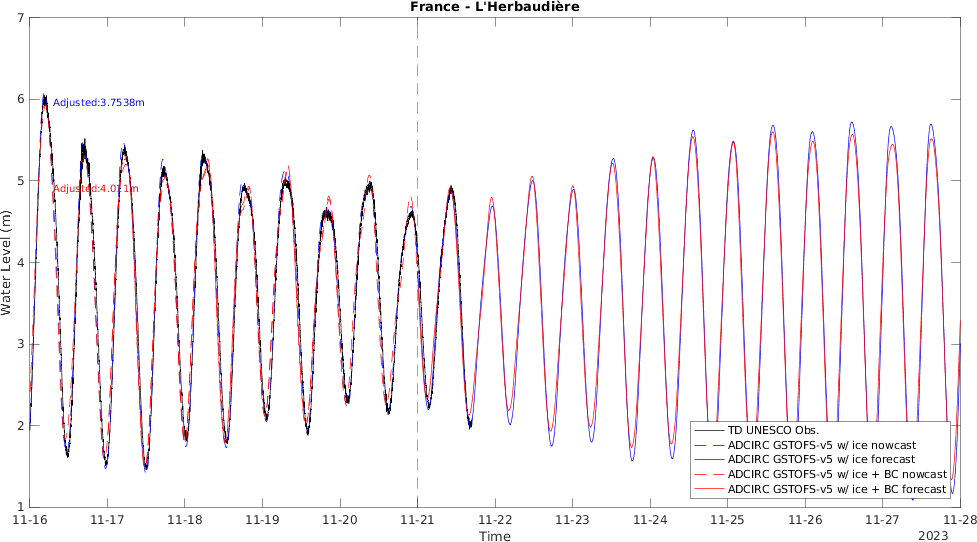 France - L'Herbaudière
7
6
5
4
3
2
1
Water Level (m)
Adjusted:3.7538m
Adjusted:4.011m
TD UNESCO Obs.
ADCIRC GSTOFS-v5 w/ ice nowcast
ADCIRC GSTOFS-v5 w/ ice forecast
ADCIRC GSTOFS-v5 w/ ice + BC nowcast
ADCIRC GSTOFS-v5 w/ ice + BC forecast
11-16 11-17 11-18 11-19 11-20 11-21 11-22 11-23 11-24 11-25 11-26 11-27 11-28
Time
2023